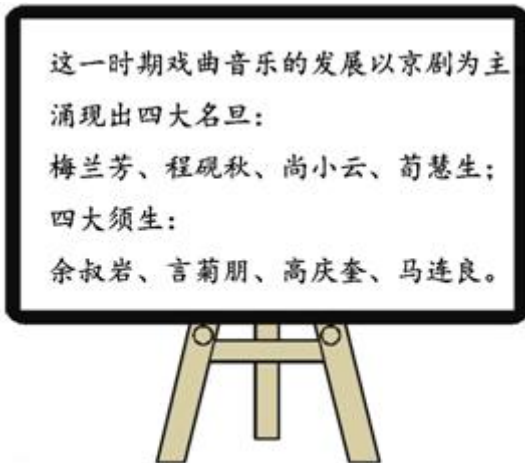 这一时期戏曲音乐的发展以京剧为主
涌现出四大名旦：
梅兰芳、程砚秋、尚小云、荀慧生；
四大须生：
余叔岩、言菊朋、高庆奎、马连良。